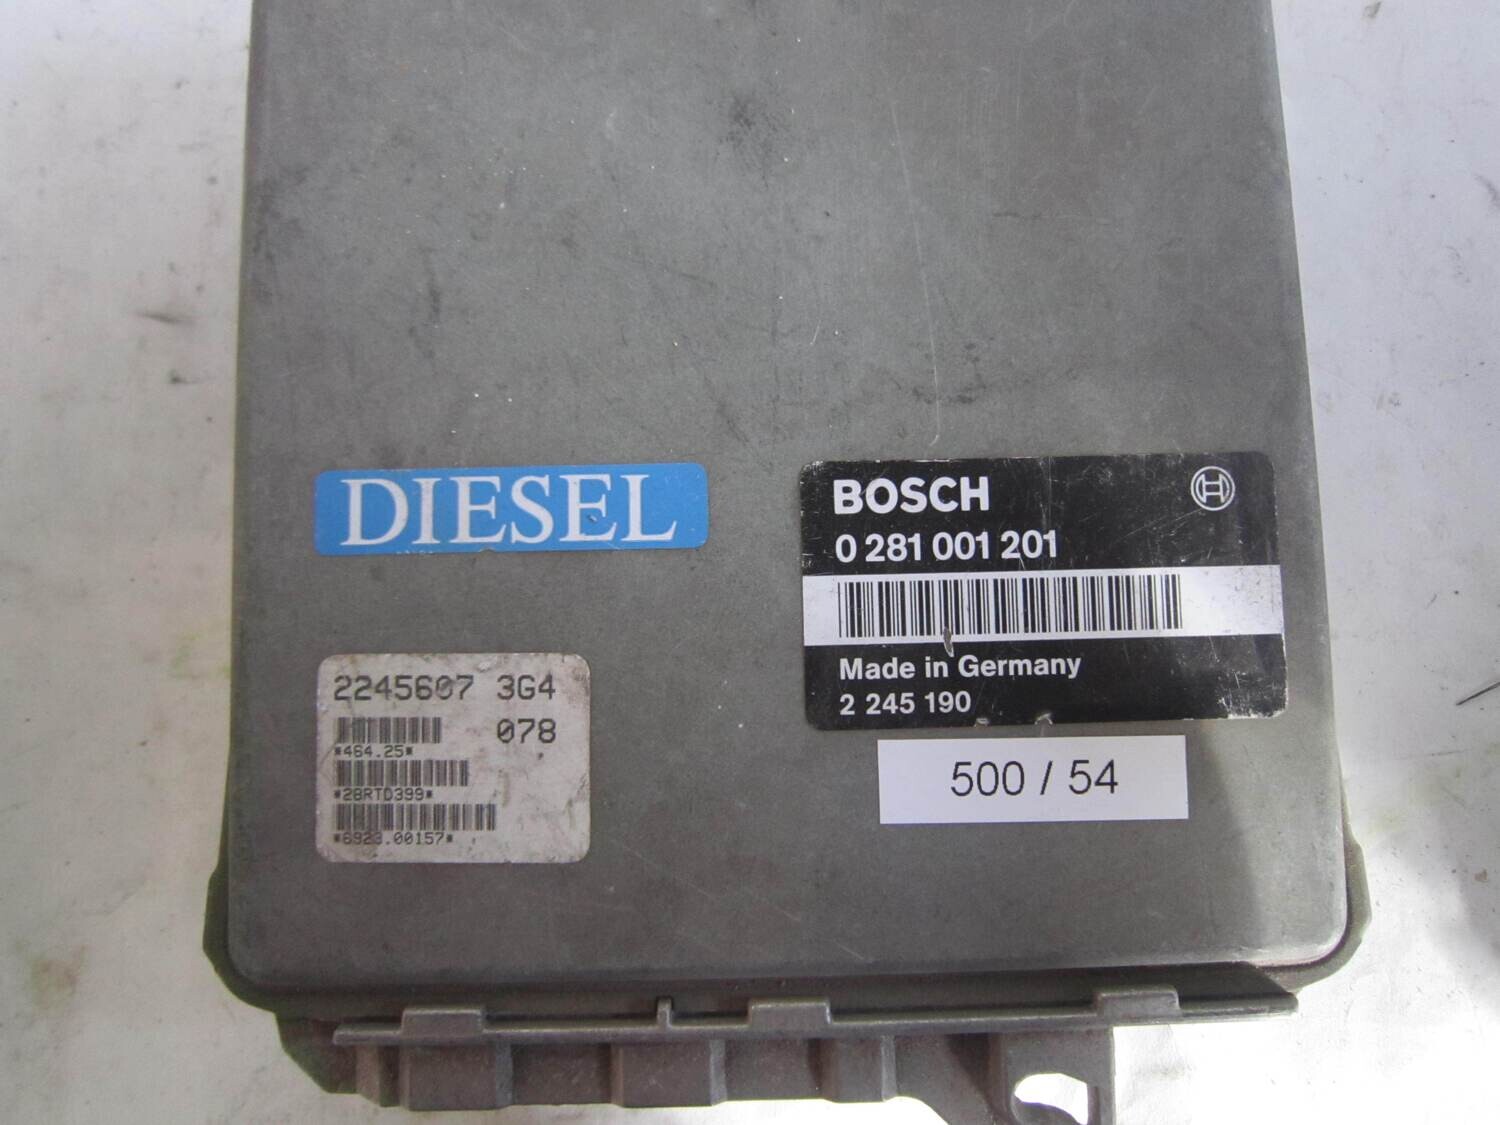 DIESEL
BOSCH
0 281 001 201
Made in Germany
2 245 190
500 / 54
2245607 3G4
078
*464.25*
*28RTD399*
*6923.00157*